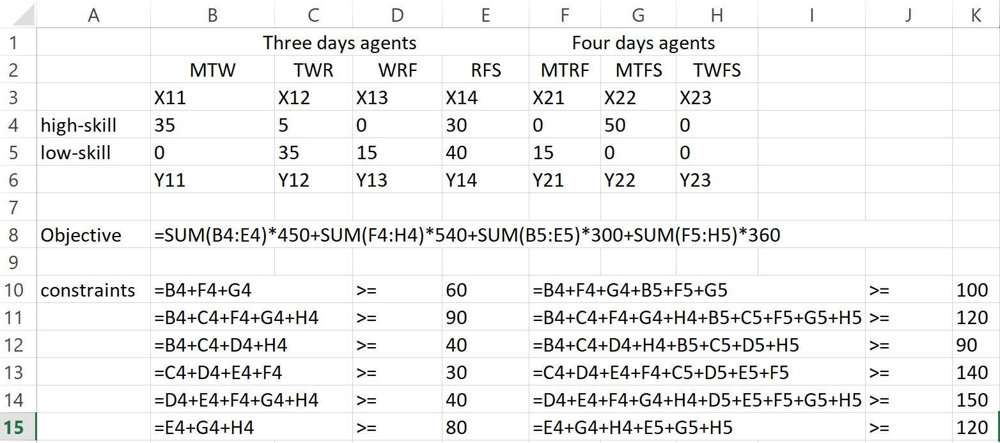 A B C D E F G H I J K
1 Three days agents Four days agents
2 MTW TWR WRF RFS MTRF MTFS TWFS
3 X11 X12 X13 X14 X21 X22 X23
4 high-skill 35 5 0 30 0 50 0
5 low-skill 0 35 15 40 15 0 0
6 Y11 Y12 Y13 Y14 Y21 Y22 Y23
7
8 Objective =SUM(B4:E4)*450+SUM(F4:H4)*540+SUM(B5:E5)*300+SUM(F5:H5)*360
9
10 constraints =B4+F4+G4 >= 60 =B4+F4+G4+B5+F5+G5 >= 100
11 =B4+C4+F4+G4+H4 >= 90 =B4+C4+F4+G4+H4+B5+C5+F5+G5+H5 >= 120
12 =B4+C4+D4+H4 >= 40 =B4+C4+D4+H4+B5+C5+D5+H5 >= 90
13 =C4+D4+E4+F4 >= 30 =C4+D4+E4+F4+C5+D5+E5+F5 >= 140
14 =D4+E4+F4+G4+H4 >= 40 =D4+E4+F4+G4+H4+D5+E5+F5+G5+H5 >= 150
15 =E4+G4+H4 >= 80 =E4+G4+H4+E5+G5+H5 >= 120